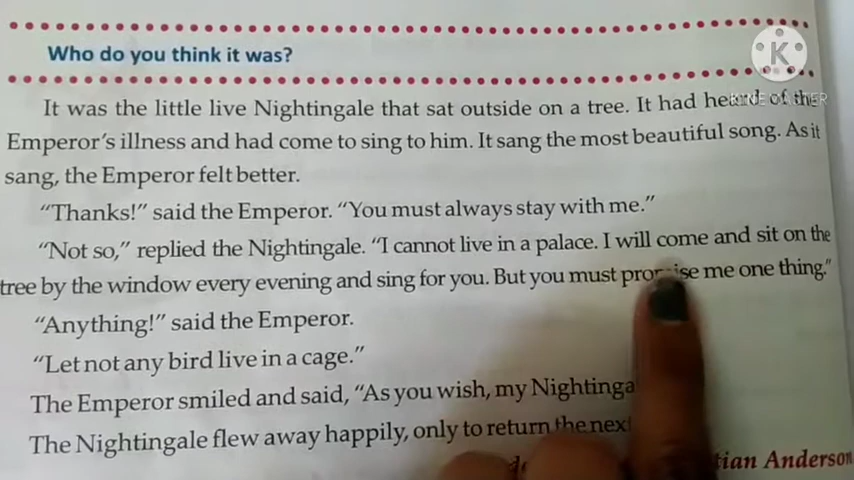 Who do you think it was?
It was the little live Nightingale that sat outside on a tree. It had heard of the
Emperor's illness and had come to sing to him. It sang the most beautiful song. As it
sang, the Emperor felt better.
"Thanks!" said the Emperor. "You must always stay with me."
"Not so," replied the Nightingale. "I cannot live in a palace. I will come and sit on the
tree by the window every evening and sing for you. But you must promise me one thing."
"Anything!" said the Emperor.
"Let not any bird live in a cage."
The Emperor smiled and said, "As you wish, my
The Nightingale flew away happily, only to return the next
Anderson
K